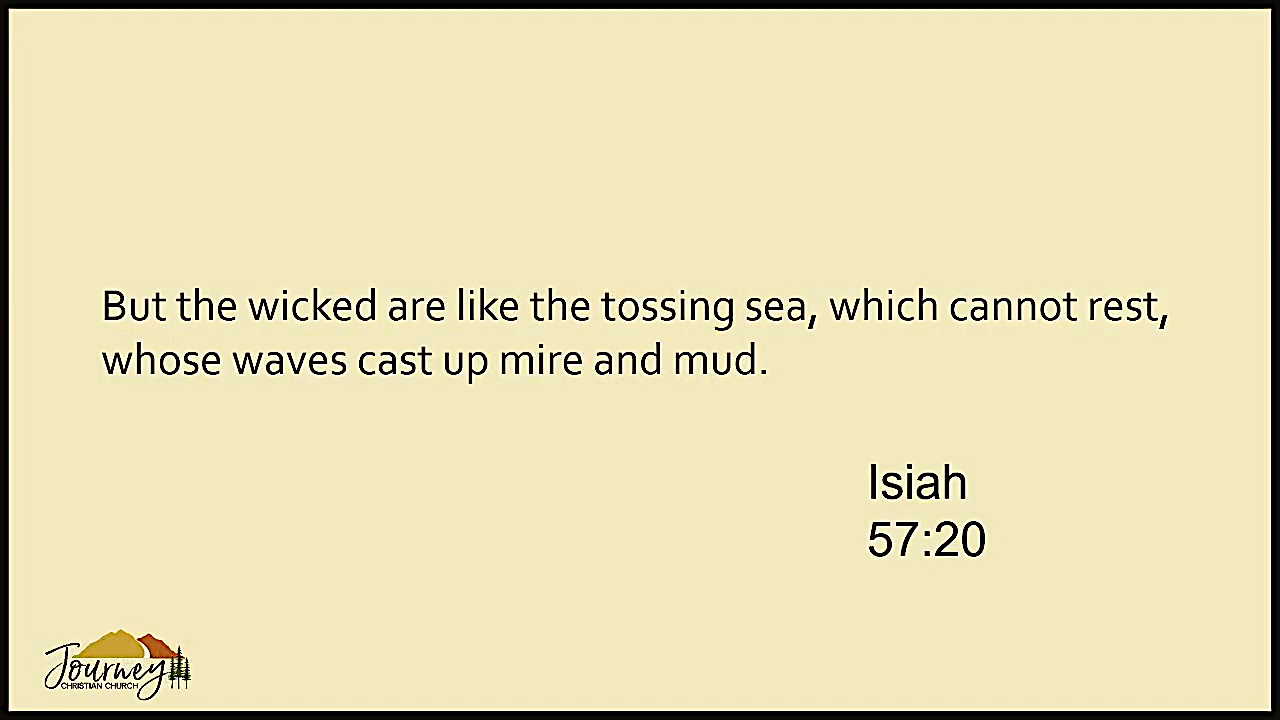 But the wicked are like the tossing sea, which cannot rest,
whose waves cast up mire and mud.
Isiah
57:20
Journey
CHRISTIAN CHURCH